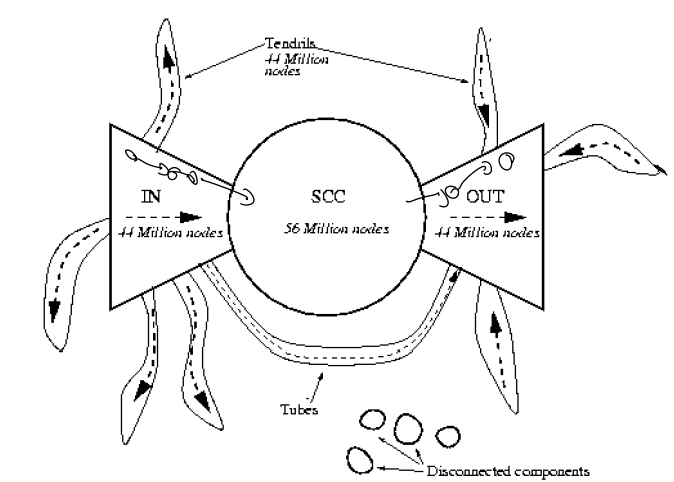 Tendrils
44 Million
nodes
IN
44 Million nodes
SCC
56 Million nodes
OUT
44 Million nodes
Tubes
Disconnected components